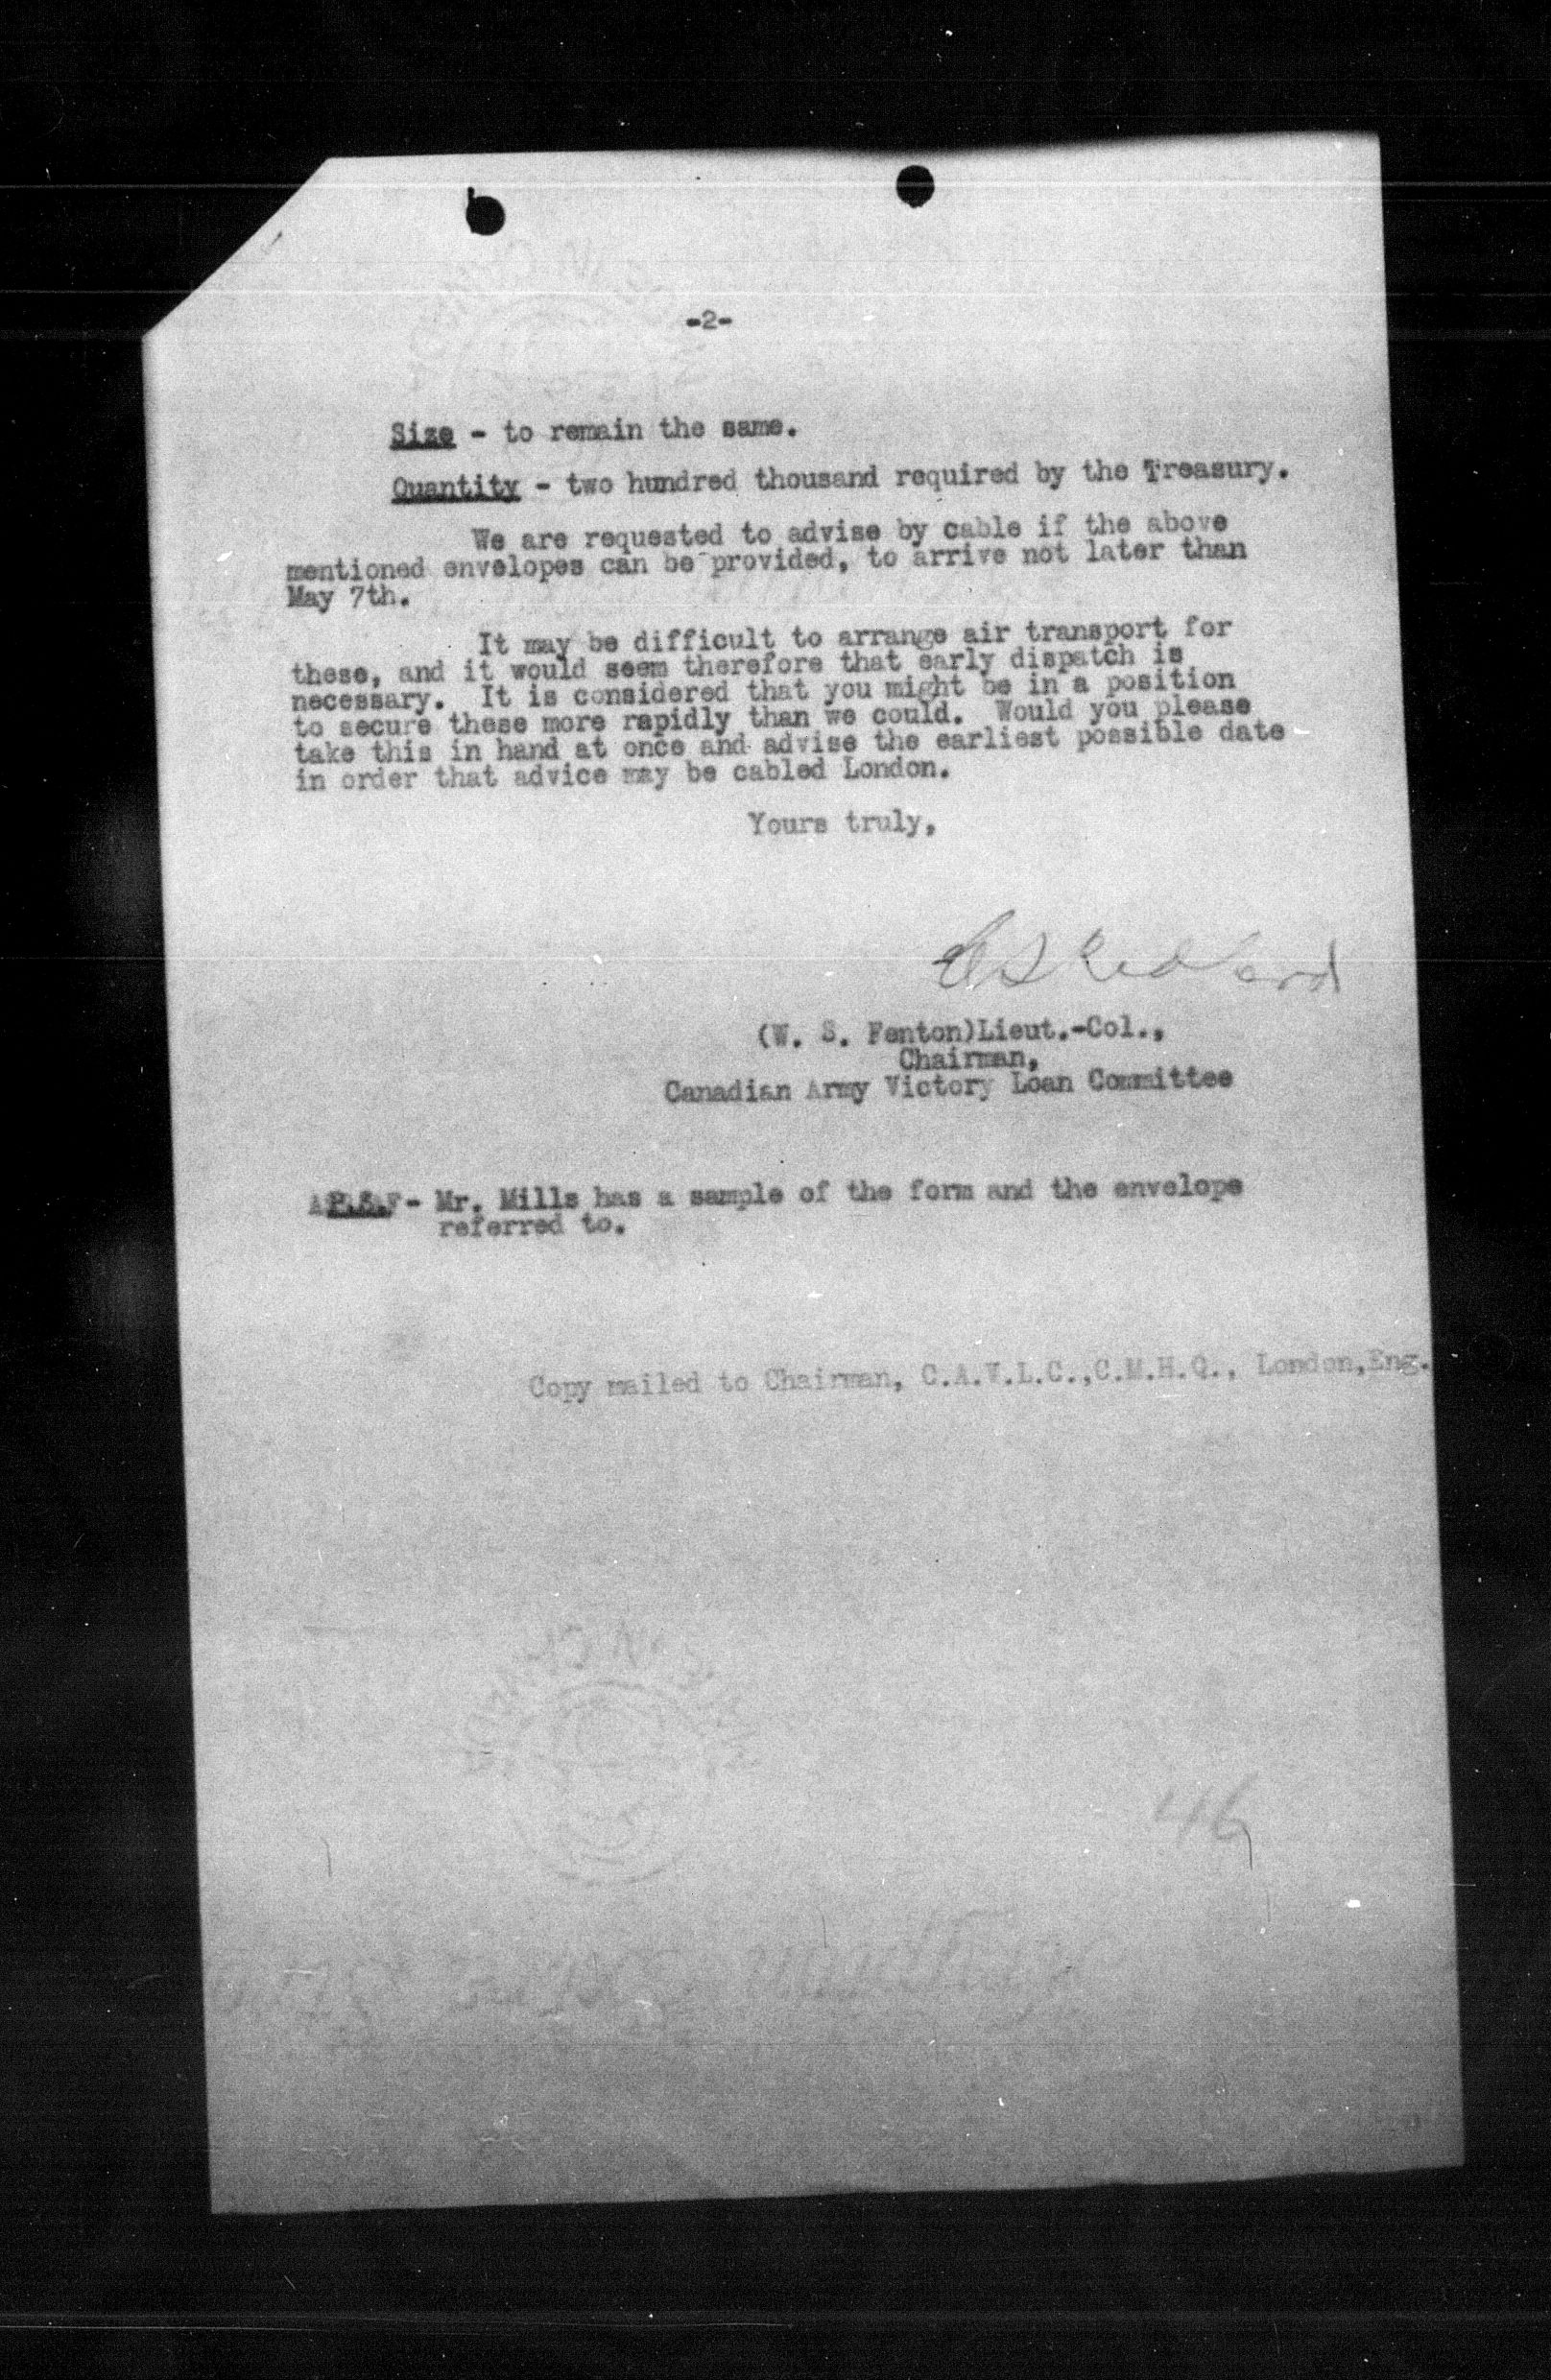 -2-
Size - to remain the same.
Quantity - two hundred thousand required by the Treasury.
We are requested to advise by cable if the above
mentioned envelopes can be provided, to arrive not later than
May 7th.
It may be difficult to arrange air transport for
these, and it would seem therefore that early dispatch is
necessary. It is considered that you might be in a position
to secure these more rapidly than we could. Would you please
take this in hand at once and advise the earliest possible date
in order that advice may be cabled London.
Yours truly,
(W. S. Fenton)Lieut.-Col.,
Chairman,
Canadian Army Victory Loan Committee
P.S. - Mr. Mills has a sample of the form and the envelope
referred to.
Copy mailed to Chairman, C.A.V.L.C.,C.M.H.Q., London,Eng.
46